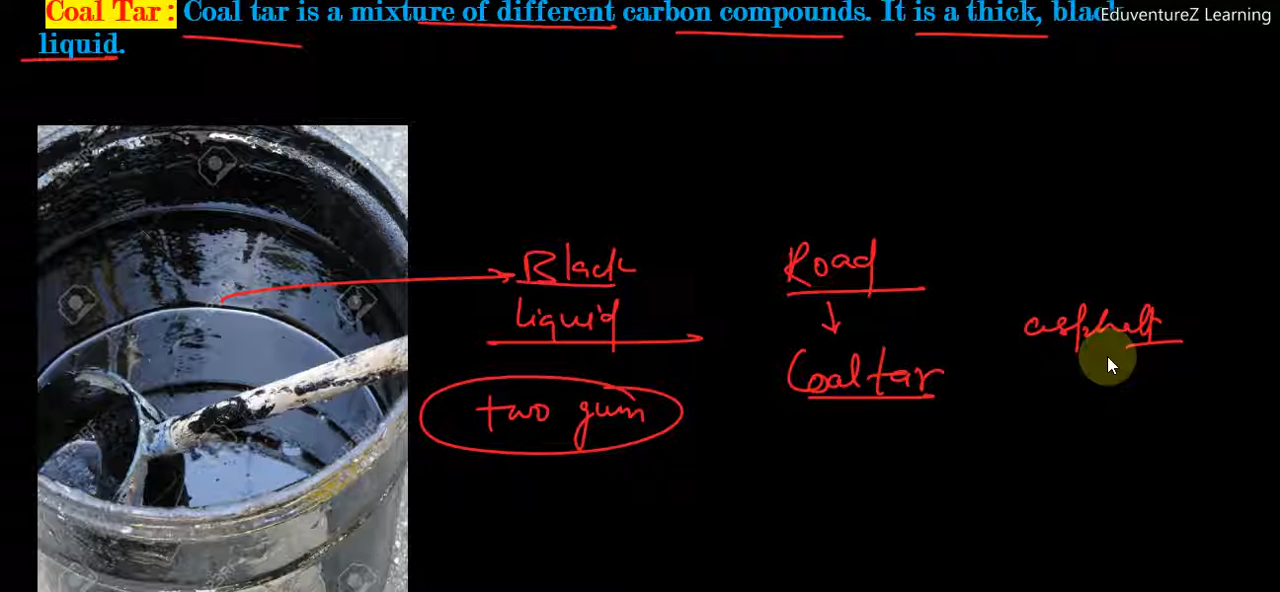 Coal Tar : Coal tar is a mixture of different carbon compounds. It is a thick, black
EduventureZ Learning
liquid.
Black
liquid
two gum
Road
↓
Coal tar
asphalt